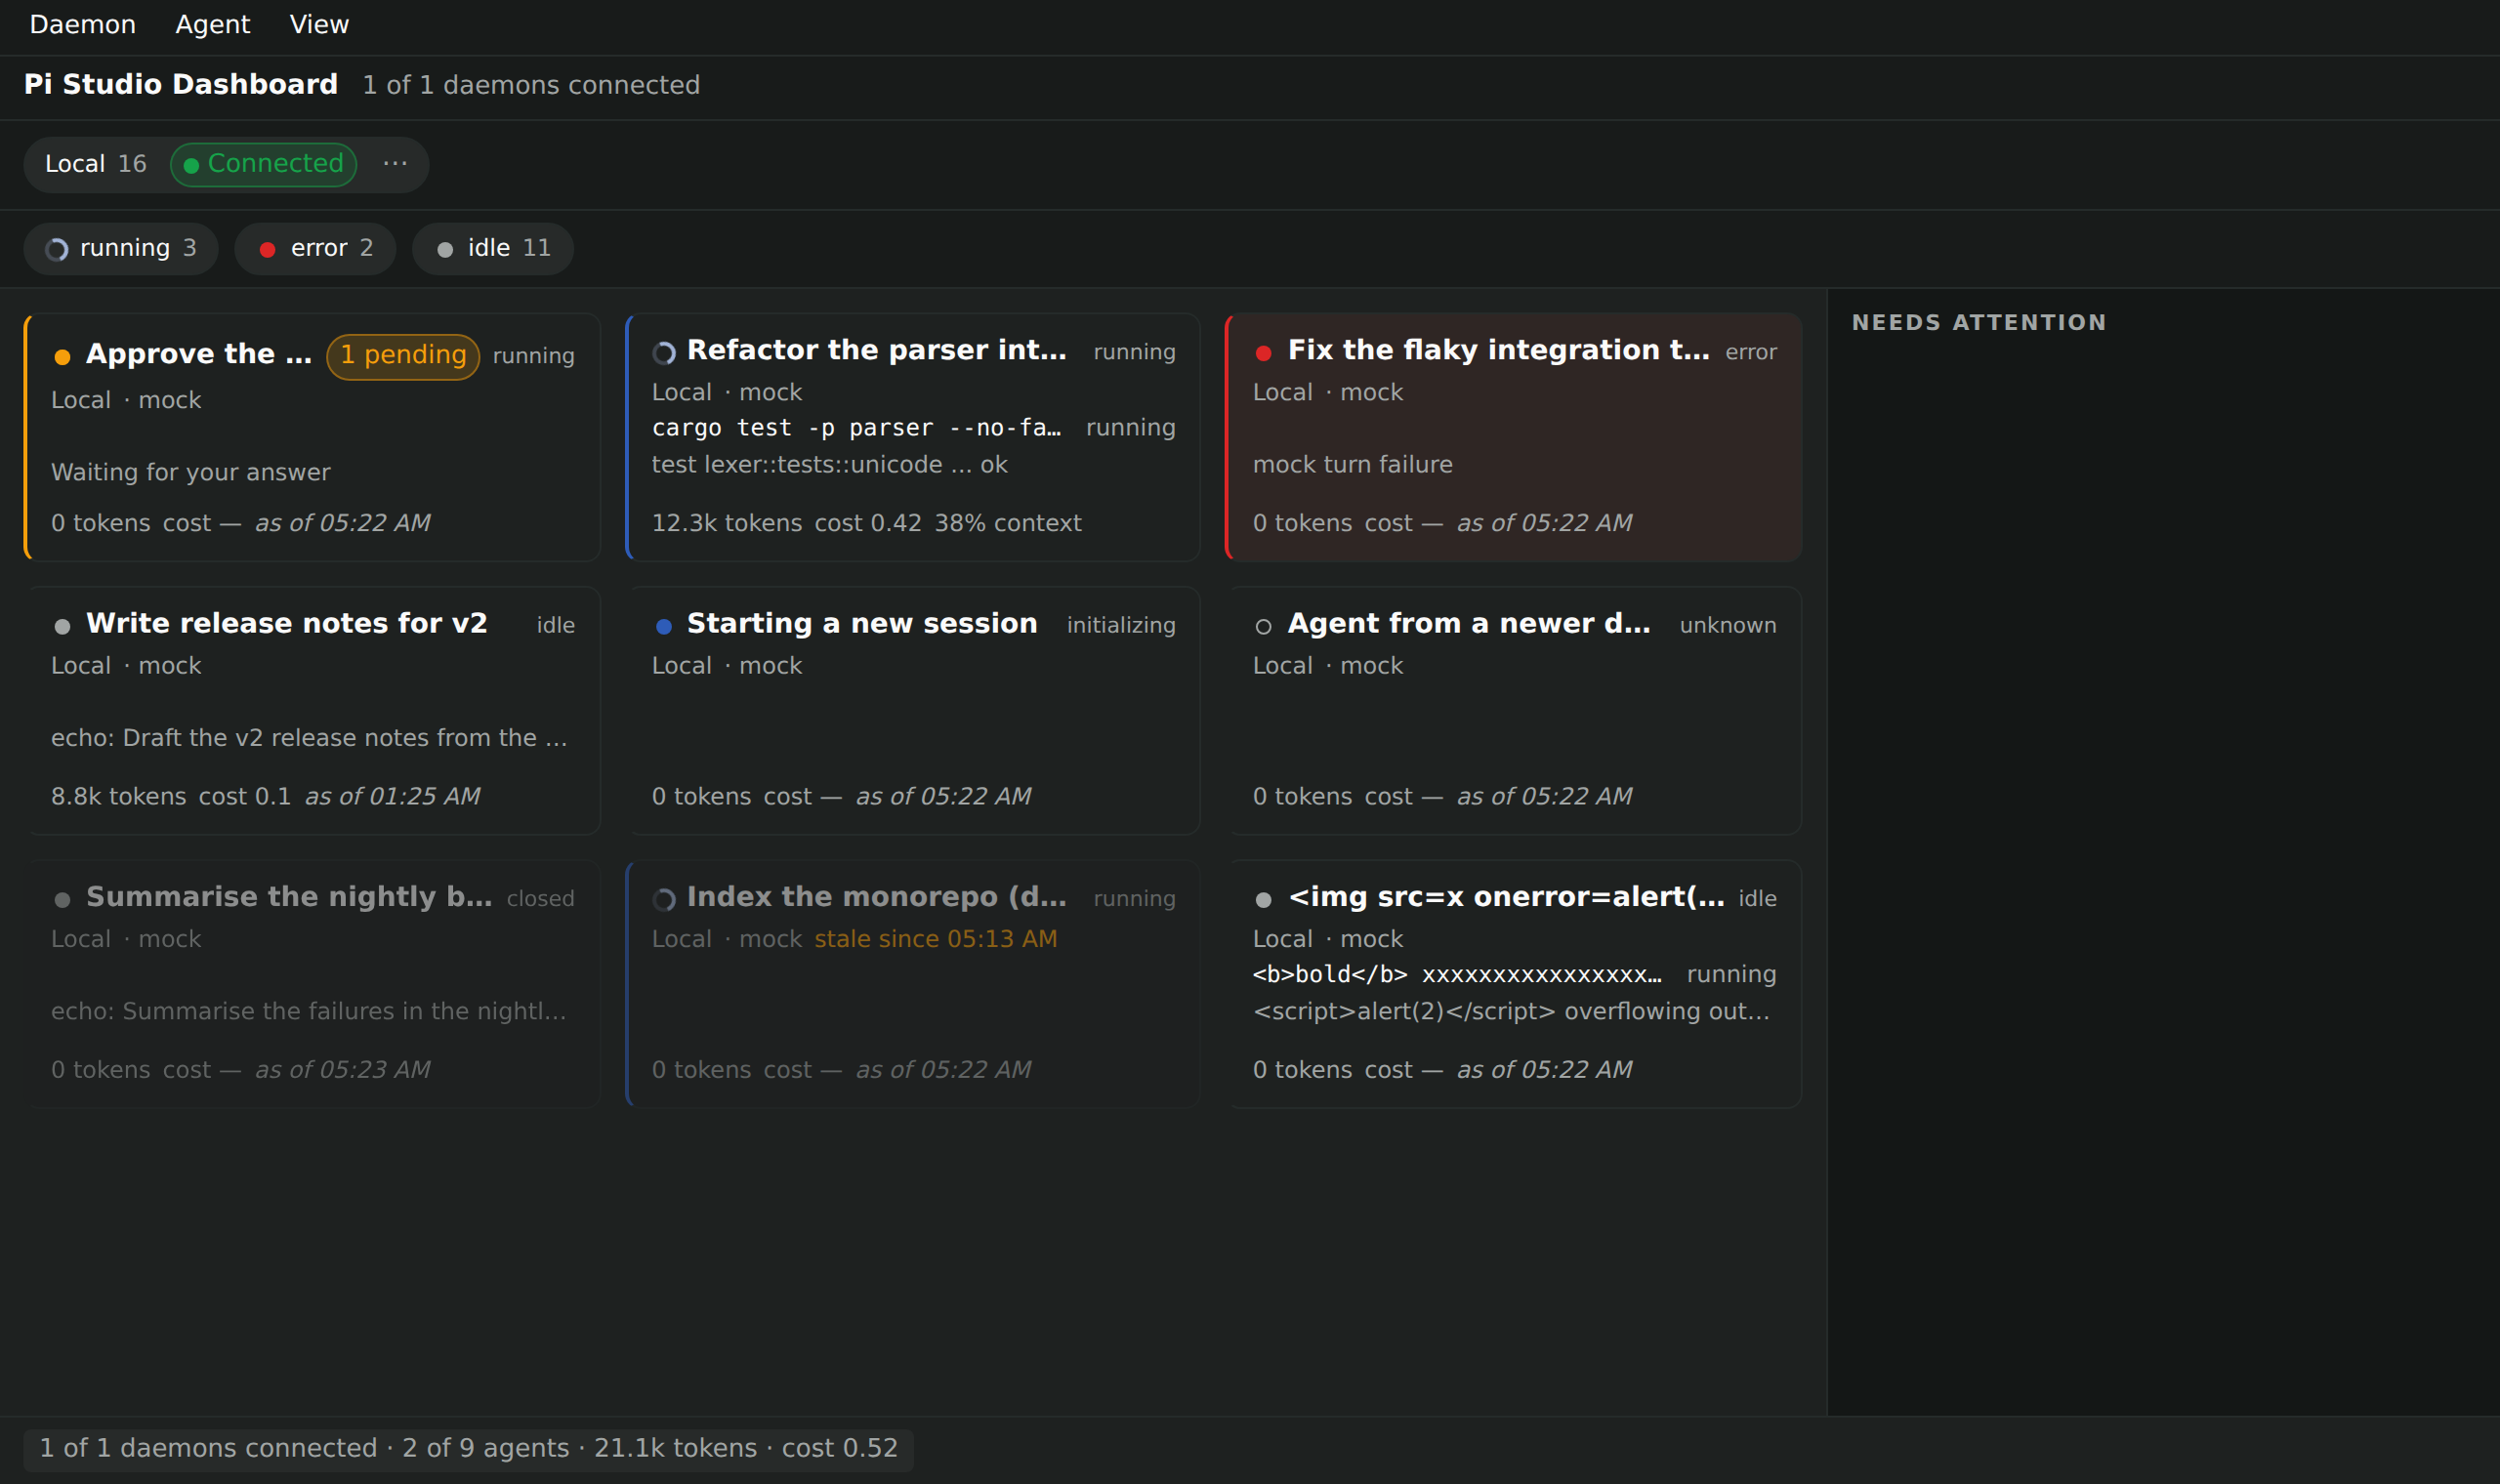 Daemon Agent View
Pi Studio Dashboard 1 of 1 daemons connected
Local 16 Connected ⋯
running 3 error 2 idle 11
Approve the … 1 pending running
Local · mock
Waiting for your answer
0 tokens cost — as of 05:22 AM
Refactor the parser int… running
Local · mock
cargo test -p parser --no-fa… running
test lexer::tests::unicode ... ok
12.3k tokens cost 0.42 38% context
Fix the flaky integration t… error
Local · mock
mock turn failure
0 tokens cost — as of 05:22 AM
NEEDS ATTENTION
Write release notes for v2 idle
Local · mock
echo: Draft the v2 release notes from the …
8.8k tokens cost 0.1 as of 01:25 AM
Starting a new session initializing
Local · mock
0 tokens cost — as of 05:22 AM
Agent from a newer d… unknown
Local · mock
0 tokens cost — as of 05:22 AM
Summarise the nightly b… closed
Local · mock
echo: Summarise the failures in the nightl…
0 tokens cost — as of 05:23 AM
Index the monorepo (d… running
Local · mock stale since 05:13 AM
0 tokens cost — as of 05:22 AM
<img src=x onerror=alert(… idle
Local · mock
<b>bold</b> xxxxxxxxxxxxxxxx… running
<script>alert(2)</script> overflowing out…
0 tokens cost — as of 05:22 AM
1 of 1 daemons connected · 2 of 9 agents · 21.1k tokens · cost 0.52